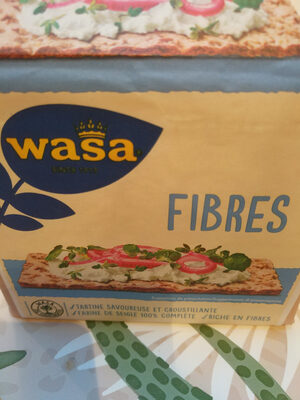 wasa
FIBRES
✓TARTINE SAVOUREUSE ET CROUSTILLANTE
✓FARINE DE SEIGLE 100% COMPLÈTE ✓RICHE EN FIBRES